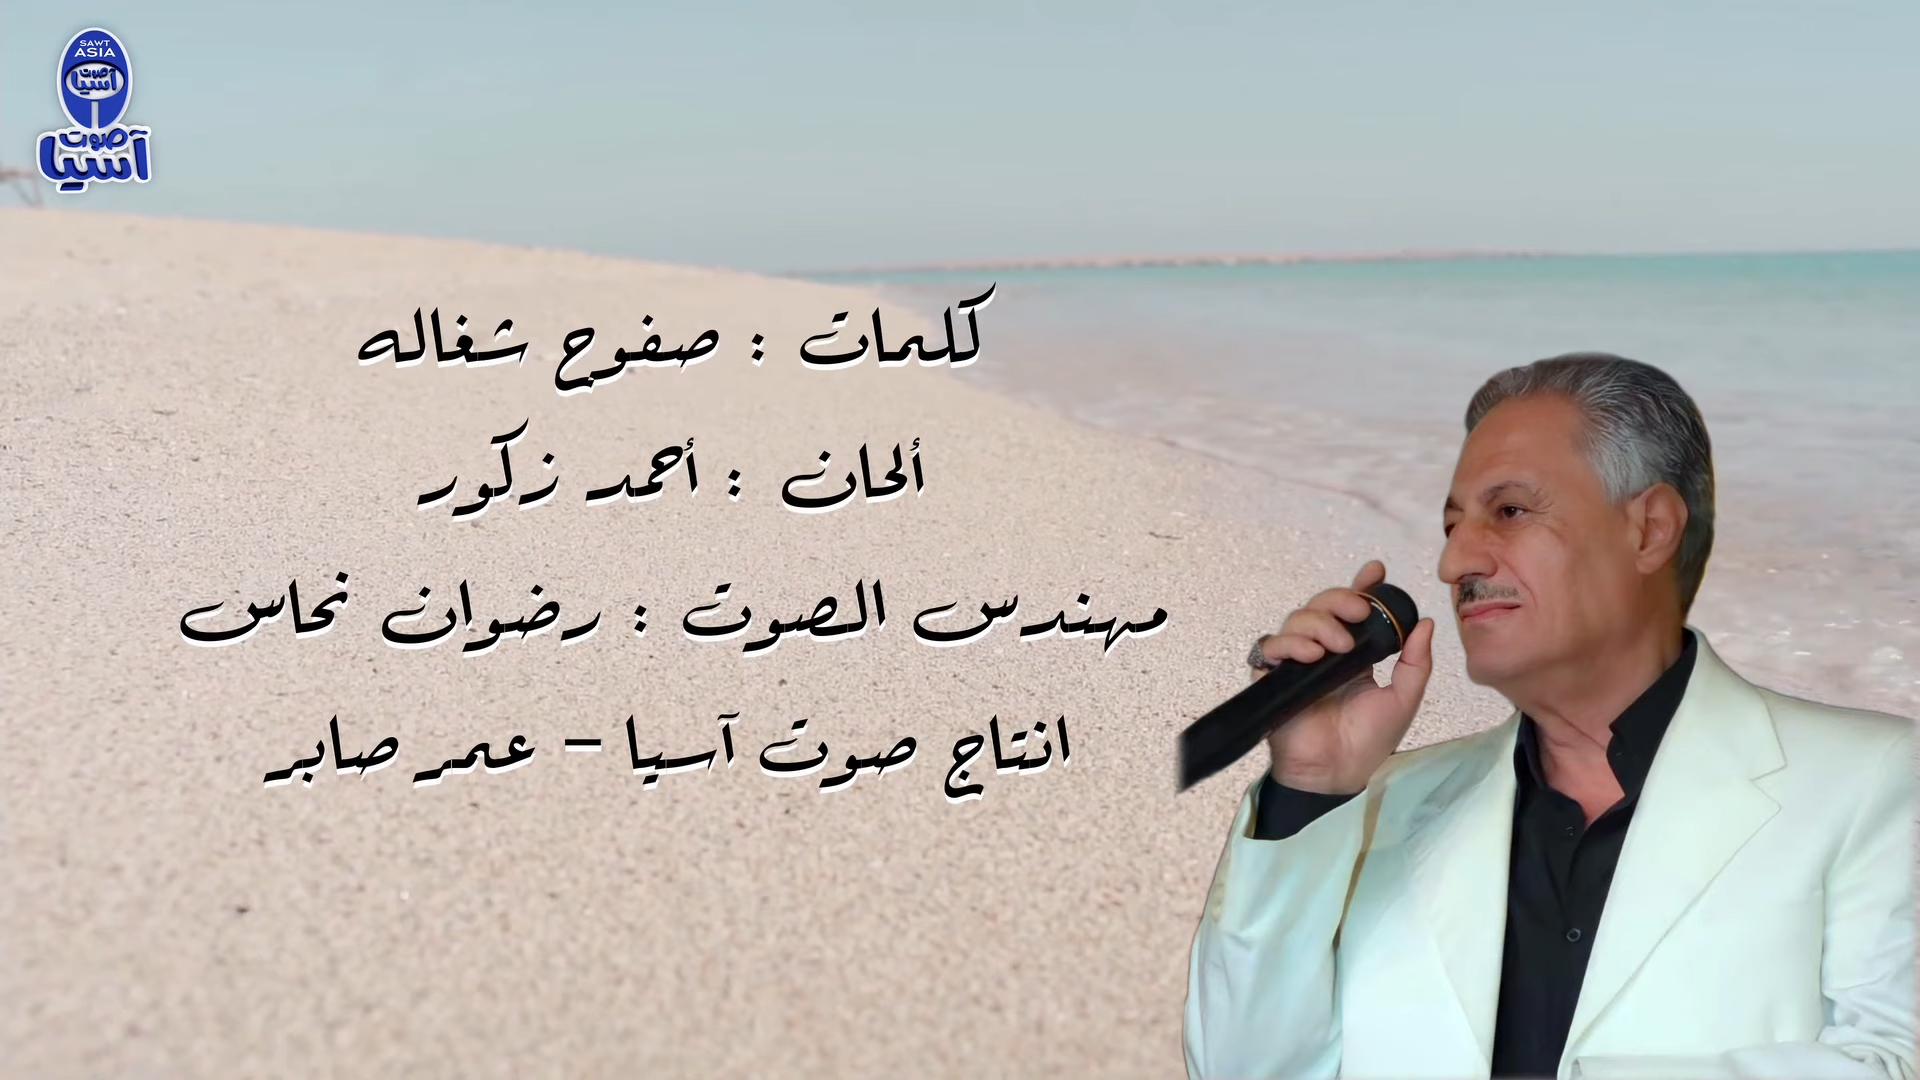 SAWT
ASIA
صوت
آسيا
صوت
آسيا
كلمات : صفوح شغاله
ألحان : أحمد زكور
مهندس الصوت : رضوان نحاس
انتاج صوت آسيا – عمر صابر